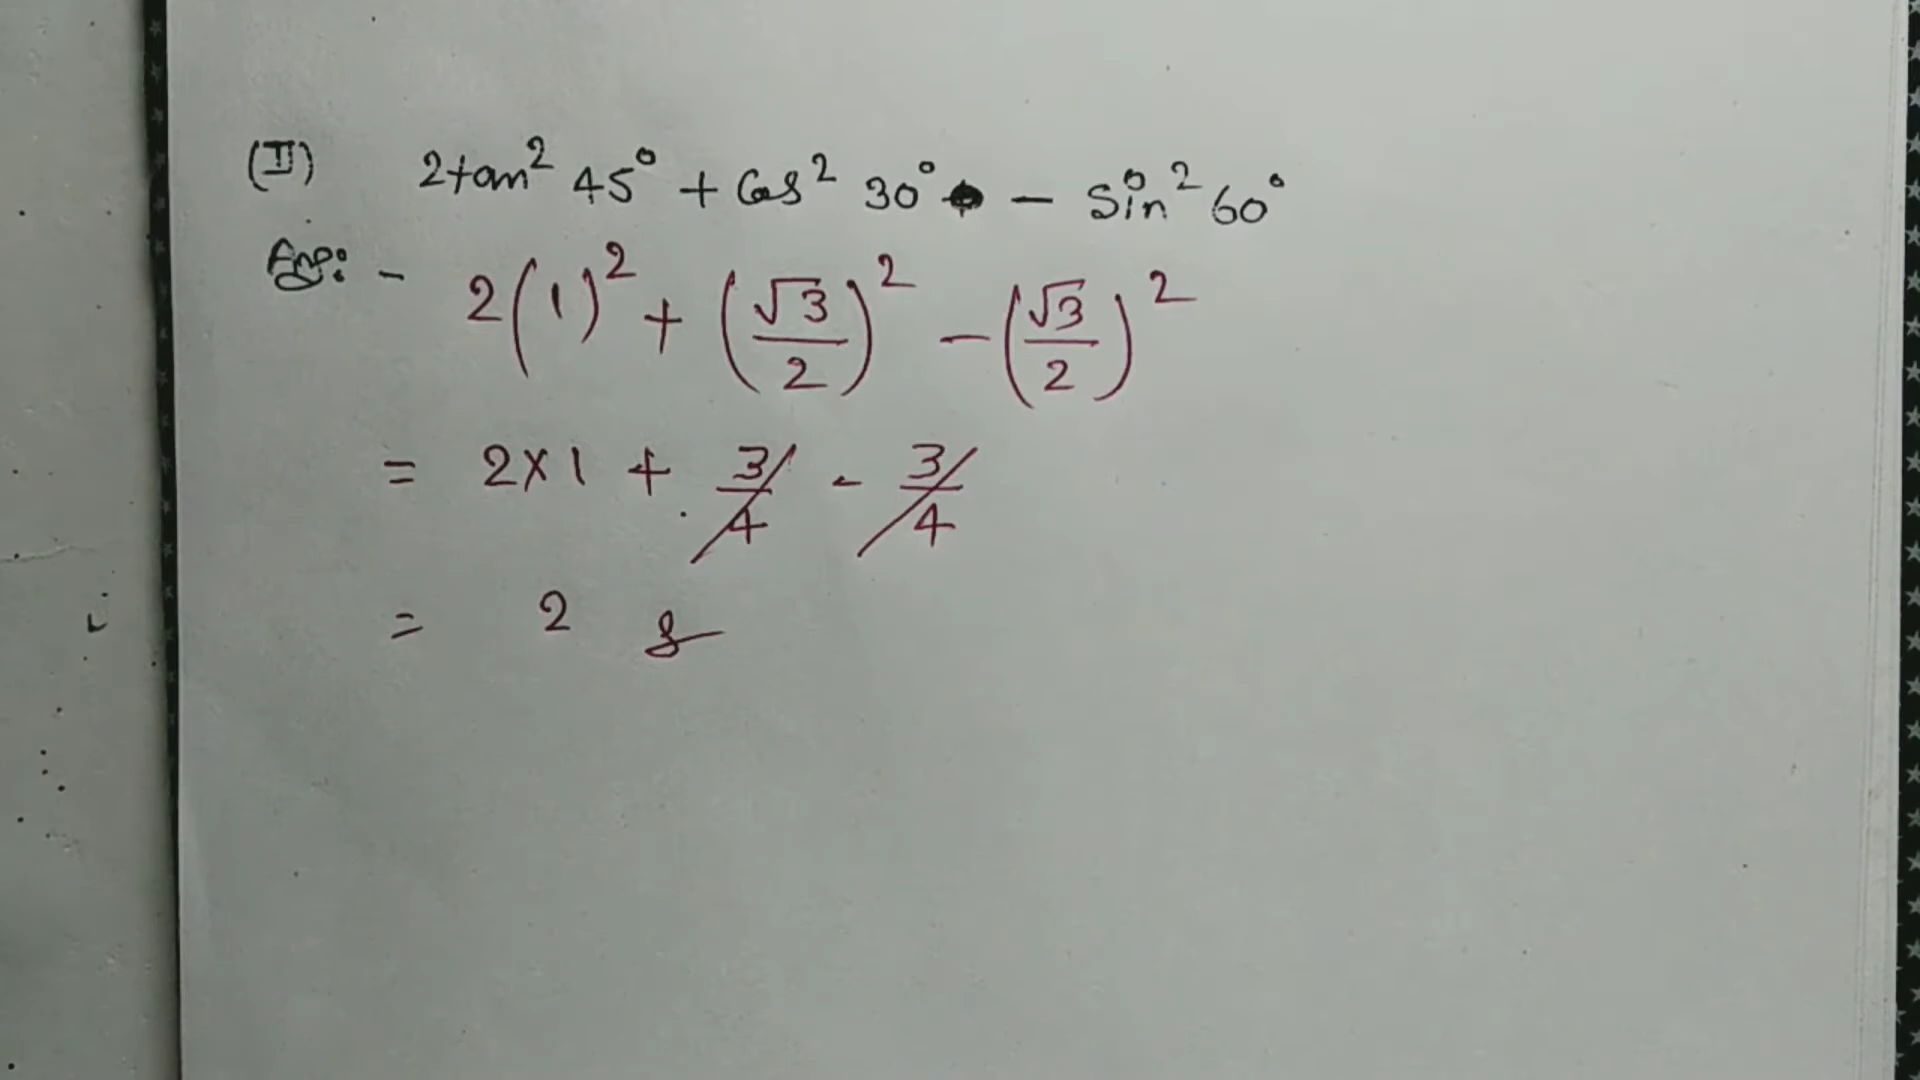 (II) 2tan² 45° + Cos² 30° - Sin² 60°
Ans: - 2(1)² + (√3/2)² - (√3/2)²
= 2×1 + 3/4 - 3/4
= 2